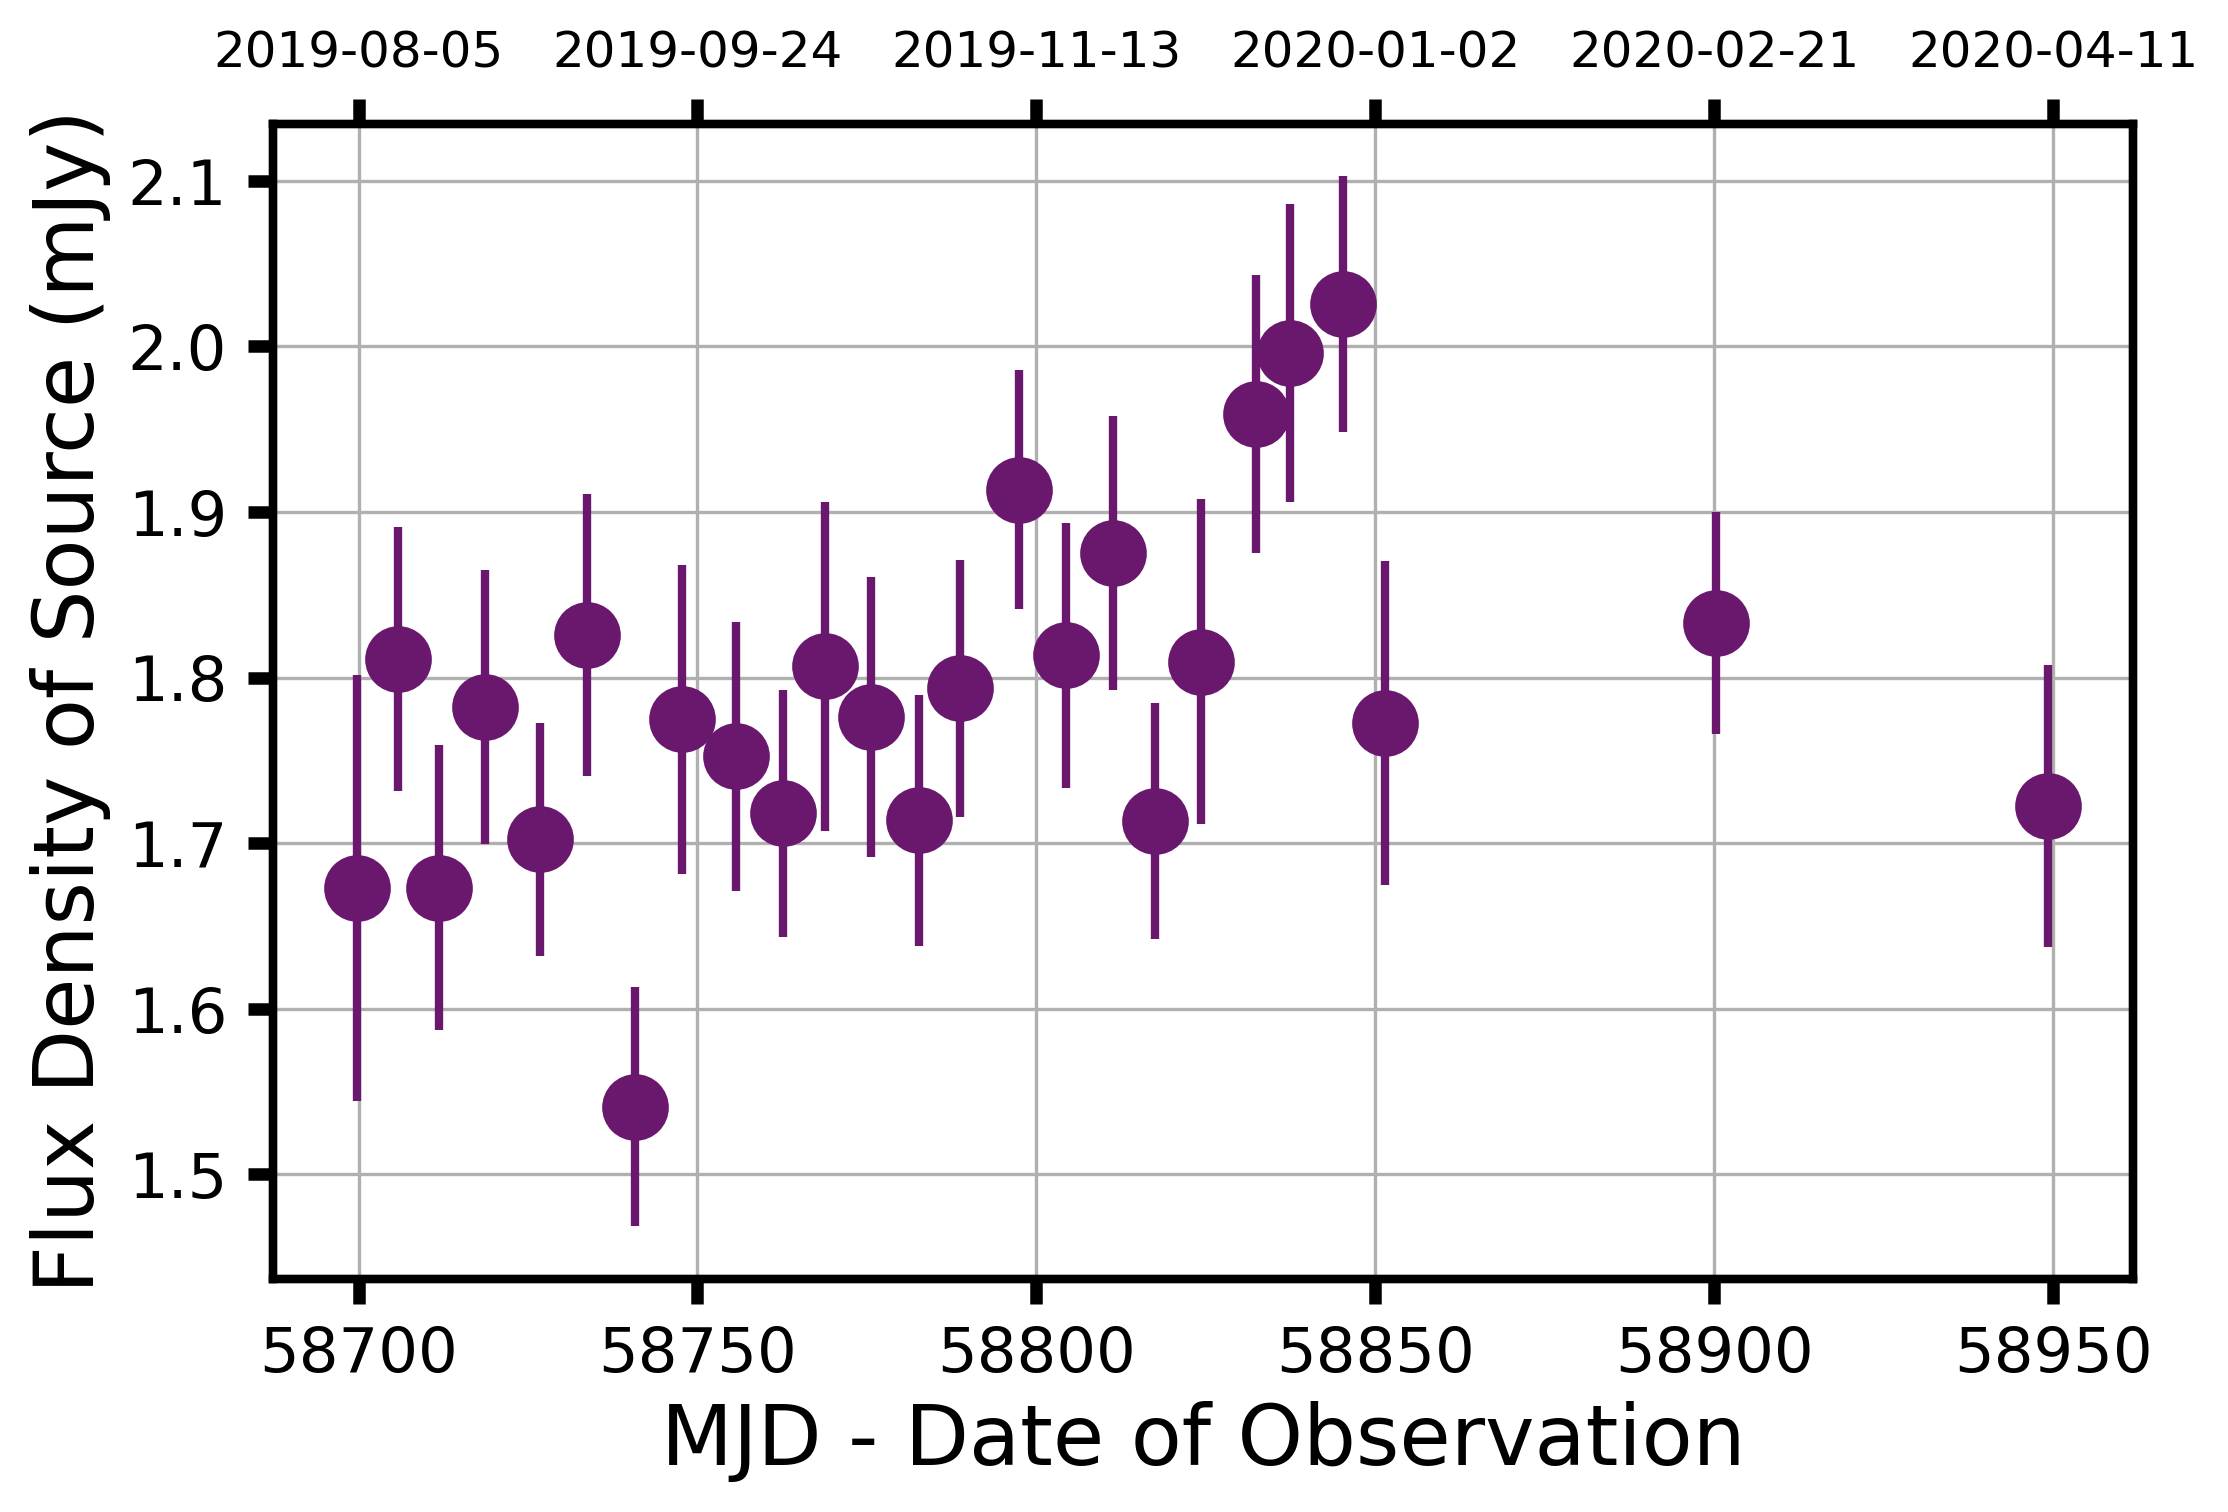 2019-08-05 2019-09-24 2019-11-13 2020-01-02 2020-02-21 2020-04-11
Flux Density of Source (mJy)
2.1
2.0
1.9
1.8
1.7
1.6
1.5
58700 58750 58800 58850 58900 58950
MJD - Date of Observation